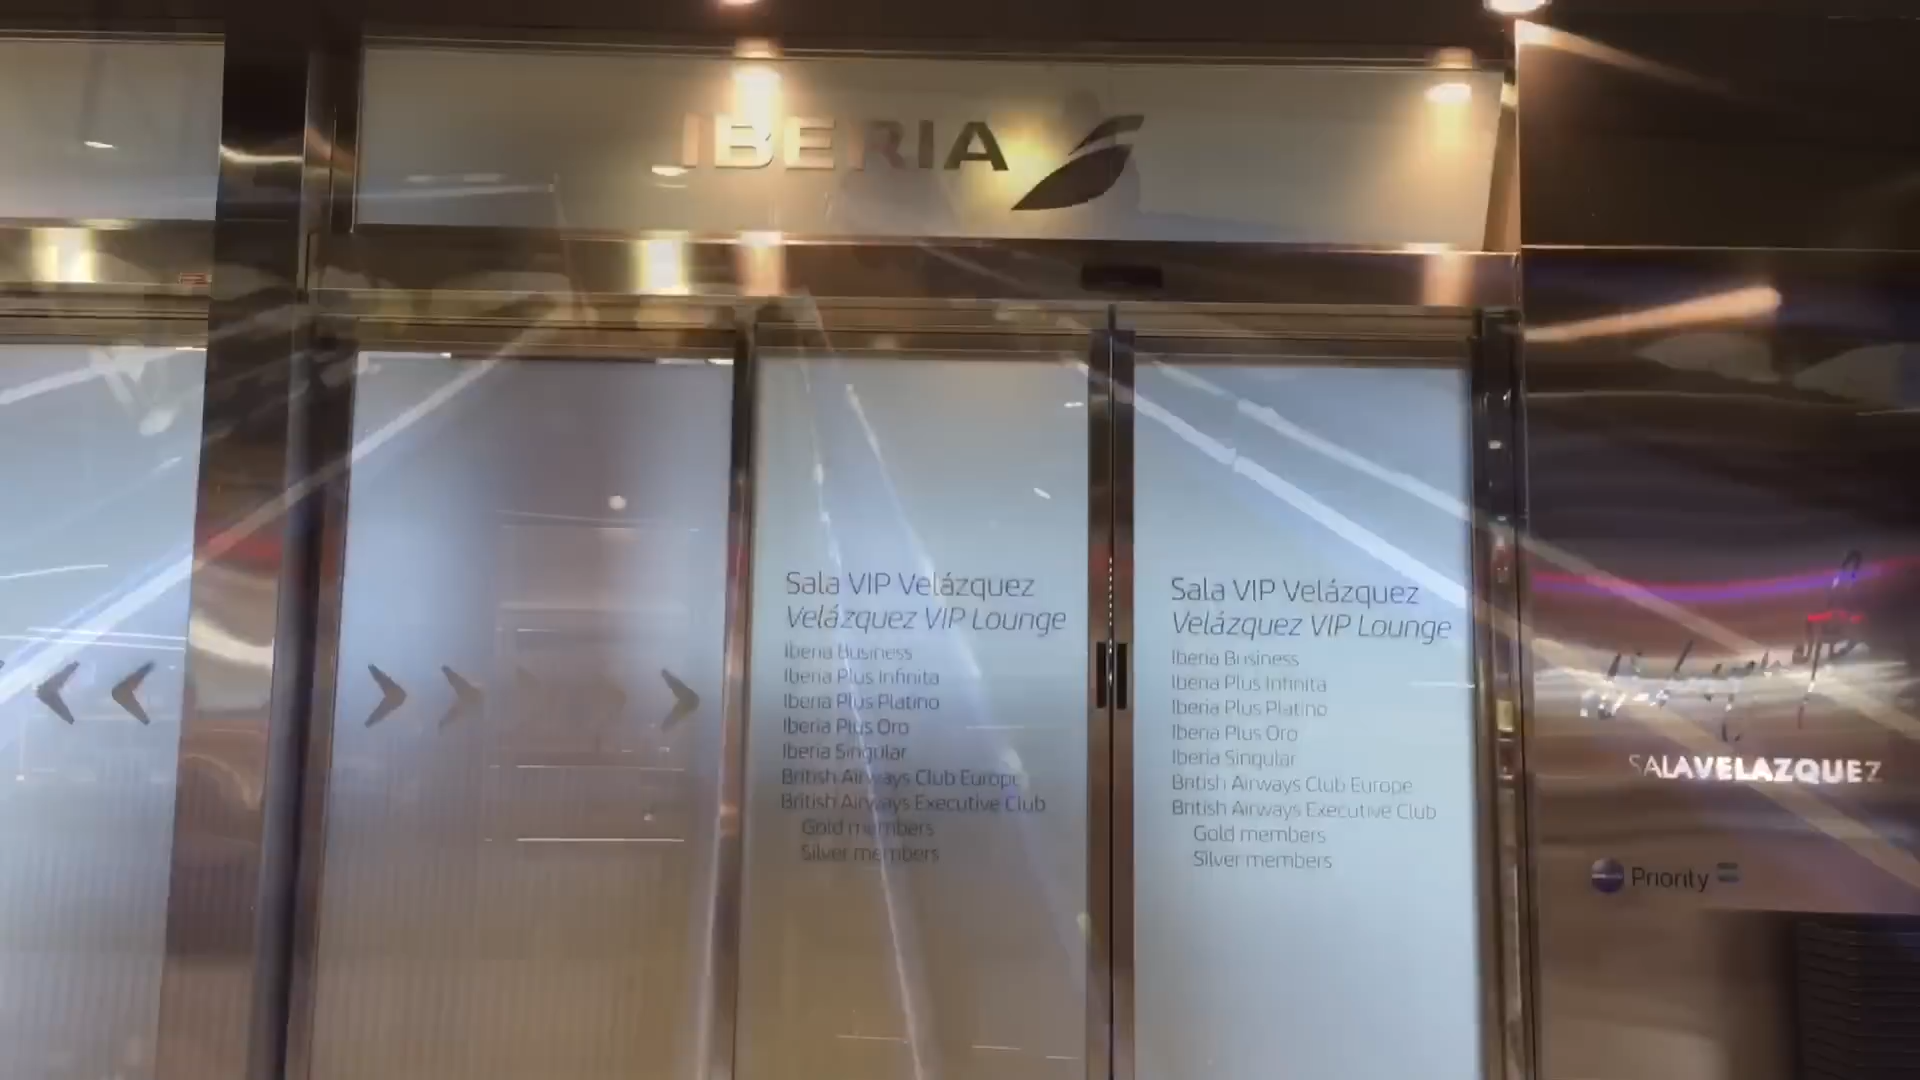 IBERIA
Sala VIP Velázquez
Velázquez VIP Lounge
Iberia Business
Iberia Plus Infinita
Iberia Plus Platino
Iberia Plus Oro
Iberia Singular
British Airways Club Europe
British Airways Executive Club
Gold members
Silver members
Sala VIP Velázquez
Velázquez VIP Lounge
Iberia Business
Iberia Plus Infinita
Iberia Plus Platino
Iberia Plus Oro
Iberia Singular
British Airways Club Europe
British Airways Executive Club
Gold members
Silver members
SALAVELAZQUEZ
Priority